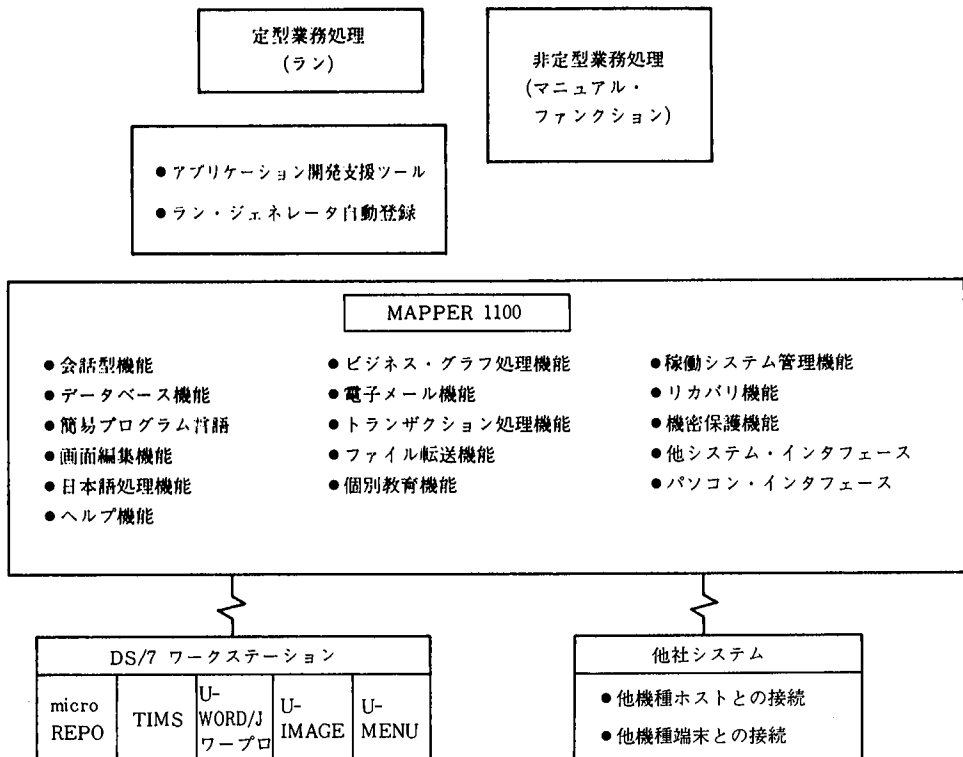 定型業務処理
(ラン)
非定型業務処理
(マニュアル・
ファンクション)
●アプリケーション開発支援ツール
●ラン・ジェネレータ自動登録
MAPPER 1100
●会話型機能
●データベース機能
●簡易プログラム言語
●画面編集機能
●日本語処理機能
●ヘルプ機能
●ビジネス・グラフ処理機能
●電子メール機能
●トランザクション処理機能
●ファイル転送機能
●個別教育機能
●稼働システム管理機能
●リカバリ機能
●機密保護機能
●他システム・インタフェース
●パソコン・インタフェース
DS/7 ワークステーション
micro
REPO
TIMS
U-
WORD/J
ワープロ
U-
IMAGE
U-
MENU
他社システム
●他機種ホストとの接続
●他機種端末との接続